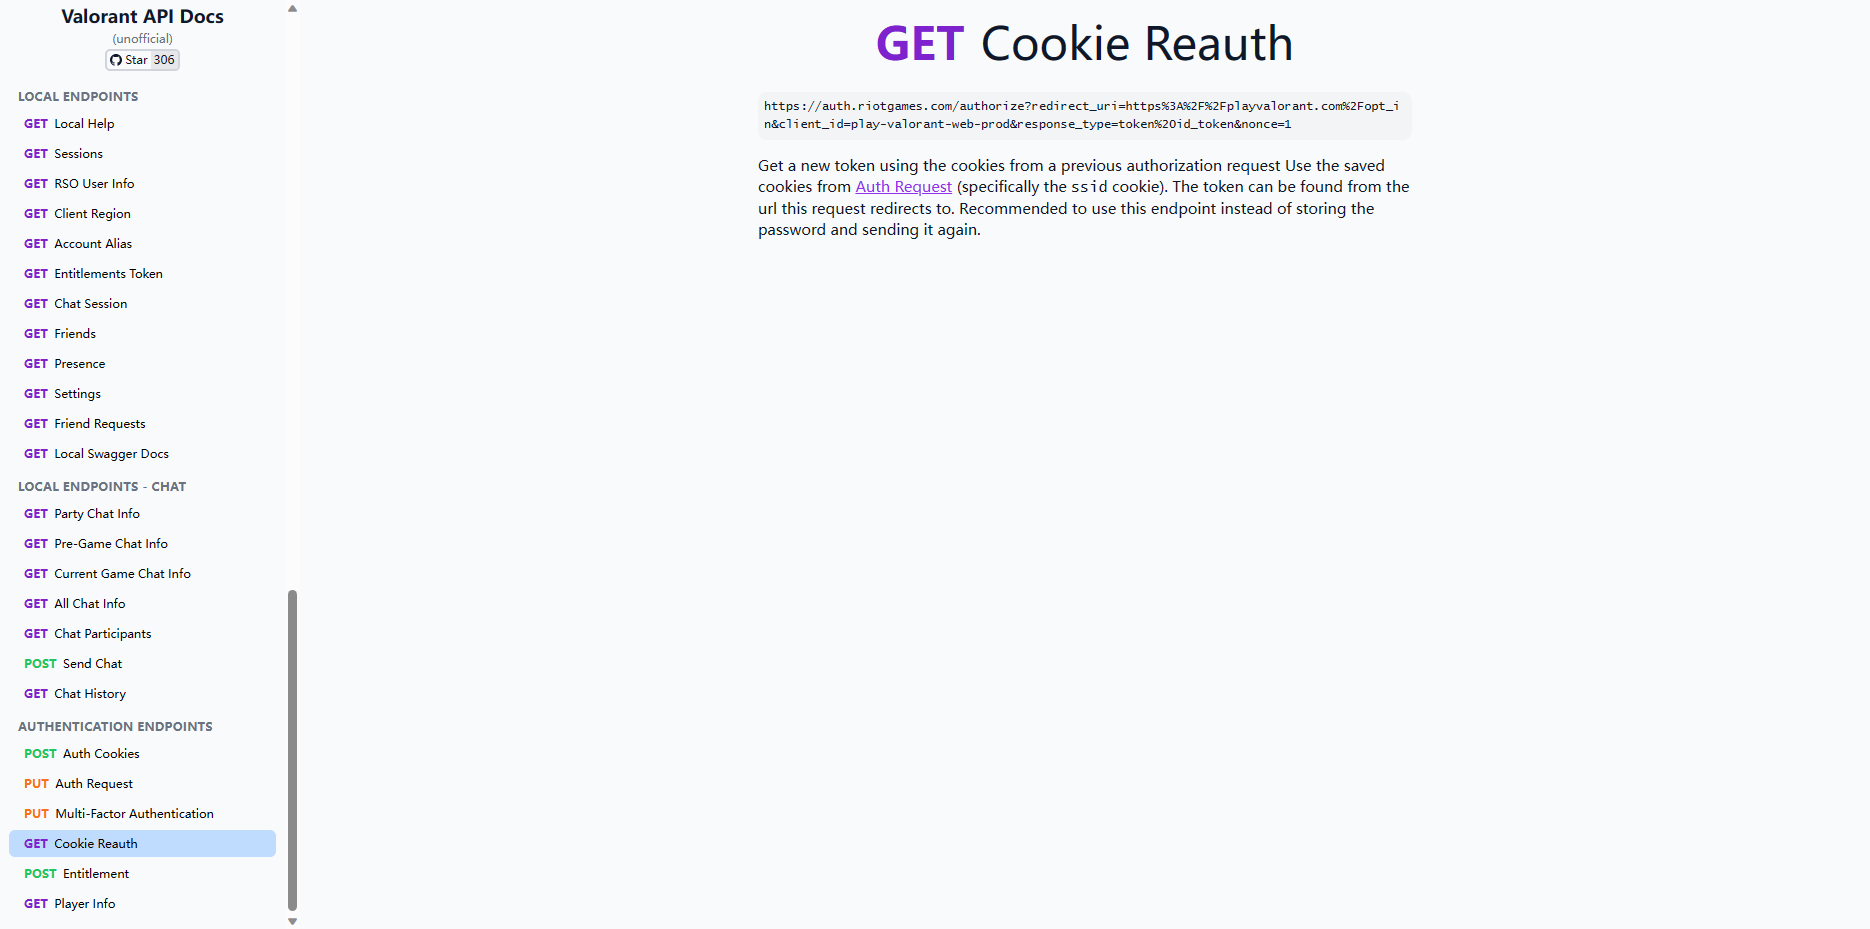 Valorant API Docs
(unofficial)
Star 306
LOCAL ENDPOINTS
GET Local Help
GET Sessions
GET RSO User Info
GET Client Region
GET Account Alias
GET Entitlements Token
GET Chat Session
GET Friends
GET Presence
GET Settings
GET Friend Requests
GET Local Swagger Docs
LOCAL ENDPOINTS - CHAT
GET Party Chat Info
GET Pre-Game Chat Info
GET Current Game Chat Info
GET All Chat Info
GET Chat Participants
POST Send Chat
GET Chat History
AUTHENTICATION ENDPOINTS
POST Auth Cookies
PUT Auth Request
PUT Multi-Factor Authentication
GET Cookie Reauth
POST Entitlement
GET Player Info
GET Cookie Reauth
https://auth.riotgames.com/authorize?redirect_uri=https%3A%2F%2Fplayvalorant.com%2Fopt_i
n&client_id=play-valorant-web-prod&response_type=token%20id_token&nonce=1
Get a new token using the cookies from a previous authorization request Use the saved
cookies from Auth Request (specifically the ssid cookie). The token can be found from the
url this request redirects to. Recommended to use this endpoint instead of storing the
password and sending it again.